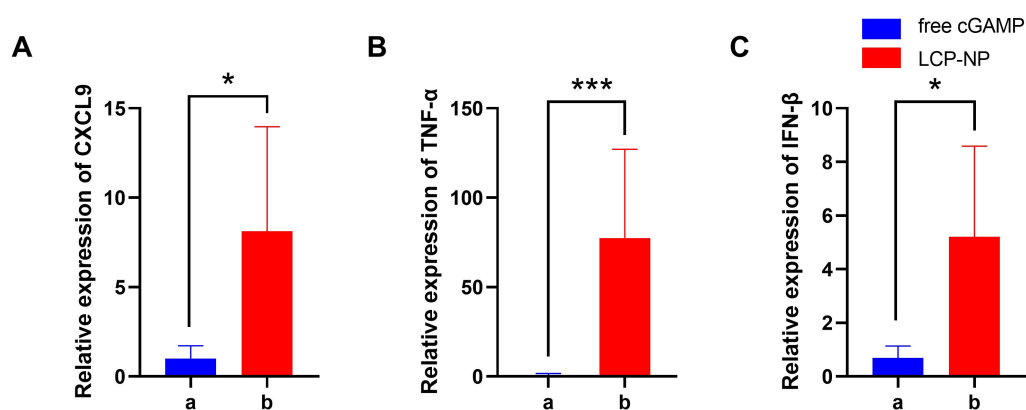 free cGAMP
LCP-NP
A
Relative expression of CXCL9
15
10
5
0
*
a
b
B
Relative expression of TNF-α
150
100
50
0
***
a
b
C
Relative expression of IFN-β
10
8
6
4
2
0
*
a
b